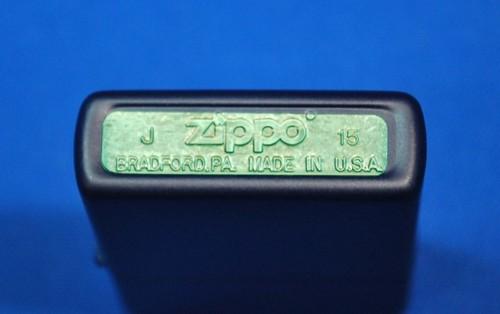 J Zippo® 15
BRADFORD,PA. MADE IN U.S.A.